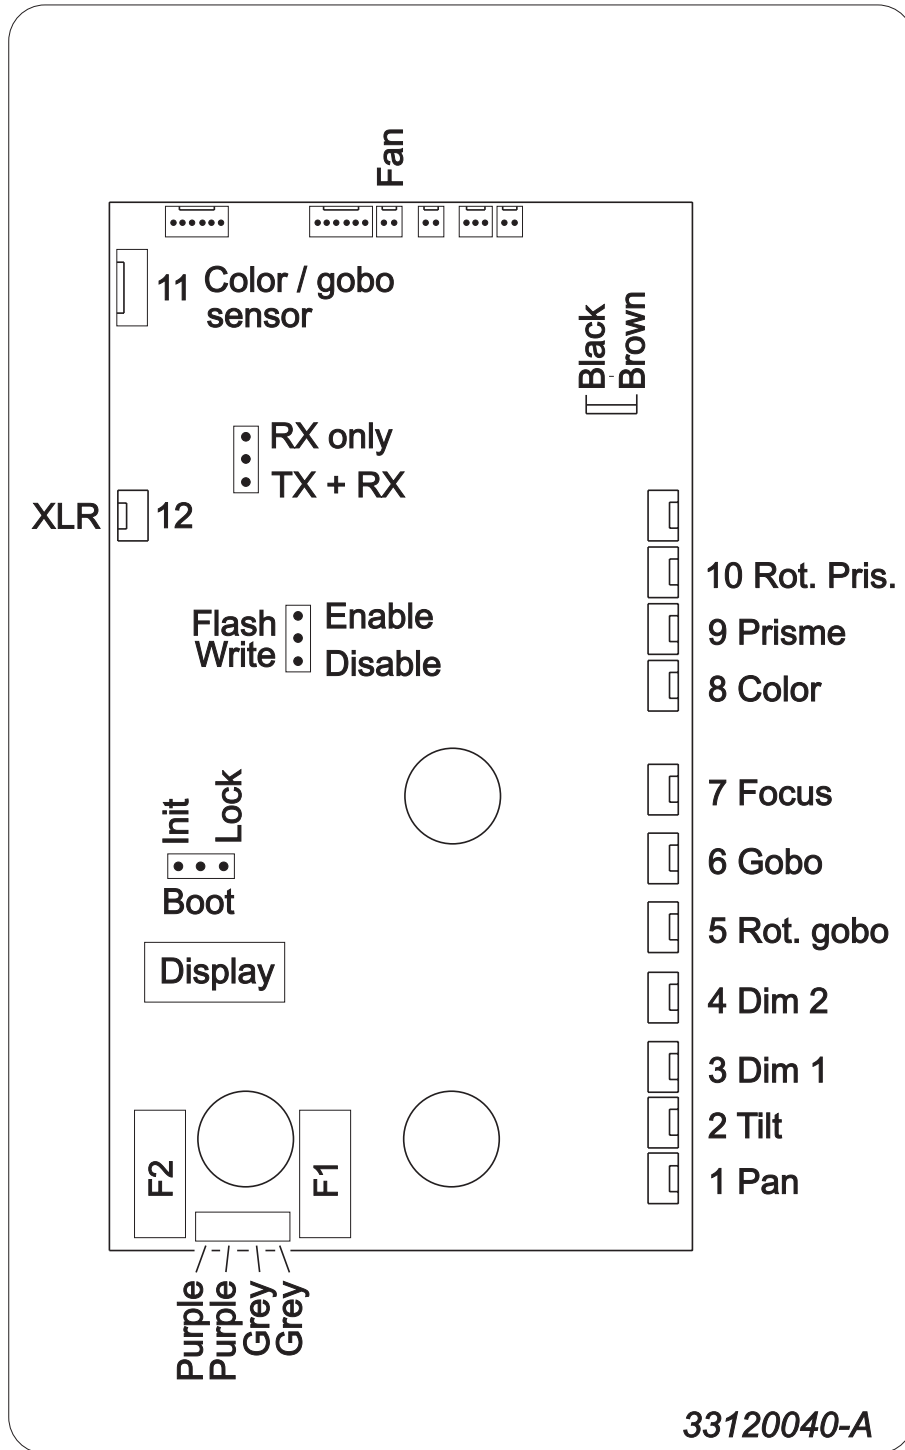 Fan
11 Color / gobo
sensor
Black
Brown
RX only
TX + RX
XLR 12
10 Rot. Pris.
Flash
Write
Enable
Disable
9 Prisme
8 Color
Init
Lock
Boot
7 Focus
6 Gobo
5 Rot. gobo
Display
4 Dim 2
3 Dim 1
2 Tilt
1 Pan
F2
F1
Purple
Purple
Grey
Grey
33120040-A